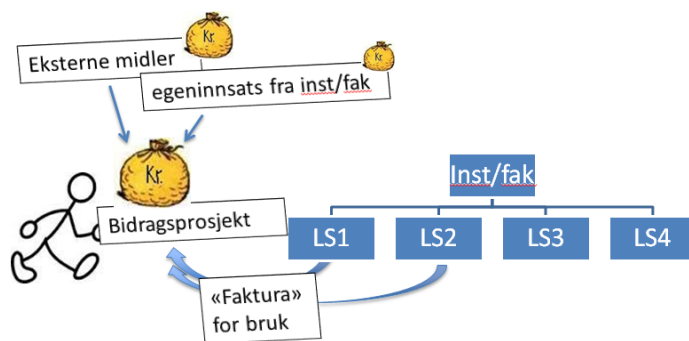 Kr.
Eksterne midler
Kr.
egeninnsats fra inst/fak
Kr.
Bidragsprosjekt
Inst/fak
LS1
LS2
LS3
LS4
«Faktura»
for bruk